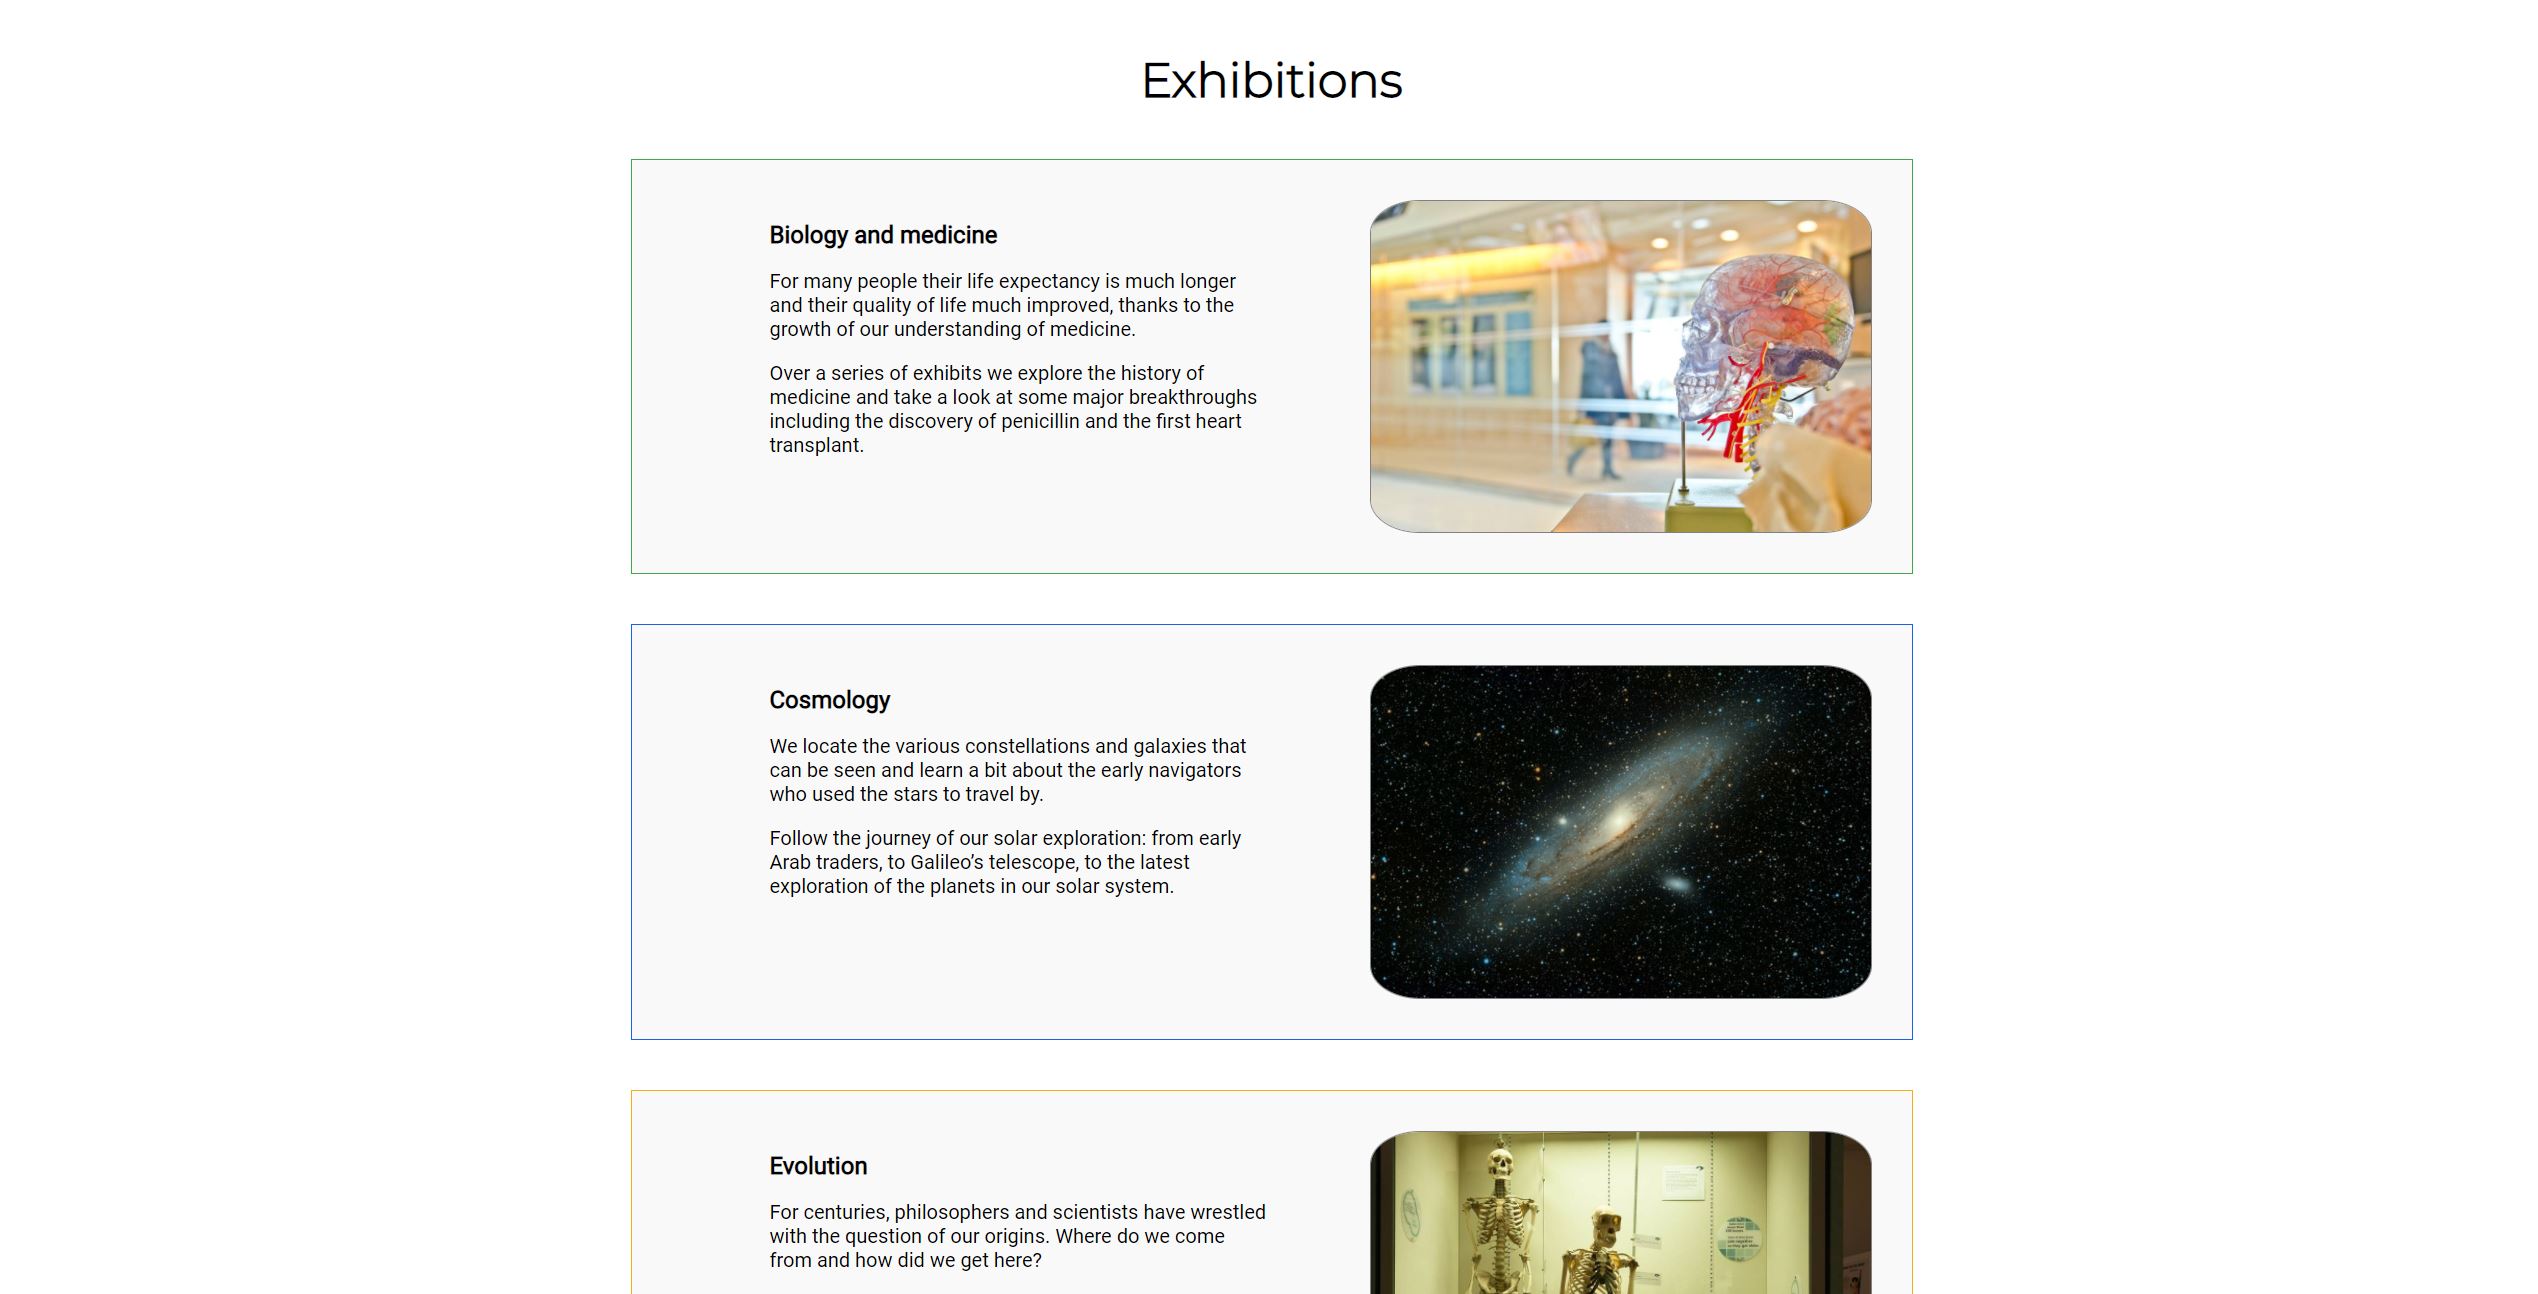 Exhibitions
Biology and medicine
For many people their life expectancy is much longer
and their quality of life much improved, thanks to the
growth of our understanding of medicine.
Over a series of exhibits we explore the history of
medicine and take a look at some major breakthroughs
including the discovery of penicillin and the first heart
transplant.
Cosmology
We locate the various constellations and galaxies that
can be seen and learn a bit about the early navigators
who used the stars to travel by.
Follow the journey of our solar exploration: from early
Arab traders, to Galileo’s telescope, to the latest
exploration of the planets in our solar system.
Evolution
For centuries, philosophers and scientists have wrestled
with the question of our origins. Where do we come
from and how did we get here?